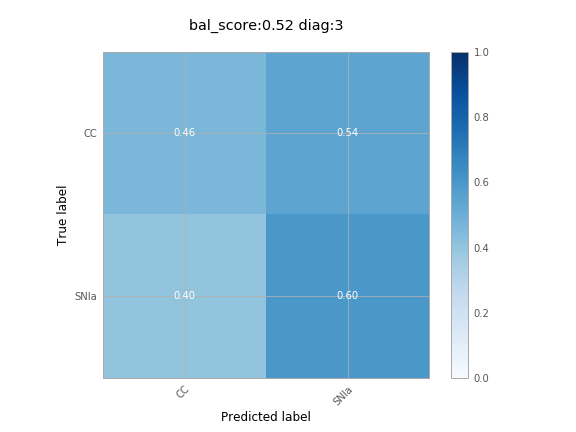 bal_score:0.52 diag:3
1.0
0.8
CC
0.46
0.54
0.6
True label
0.4
SNIa
0.40
0.60
0.2
0.0
CC
SNIa
Predicted label